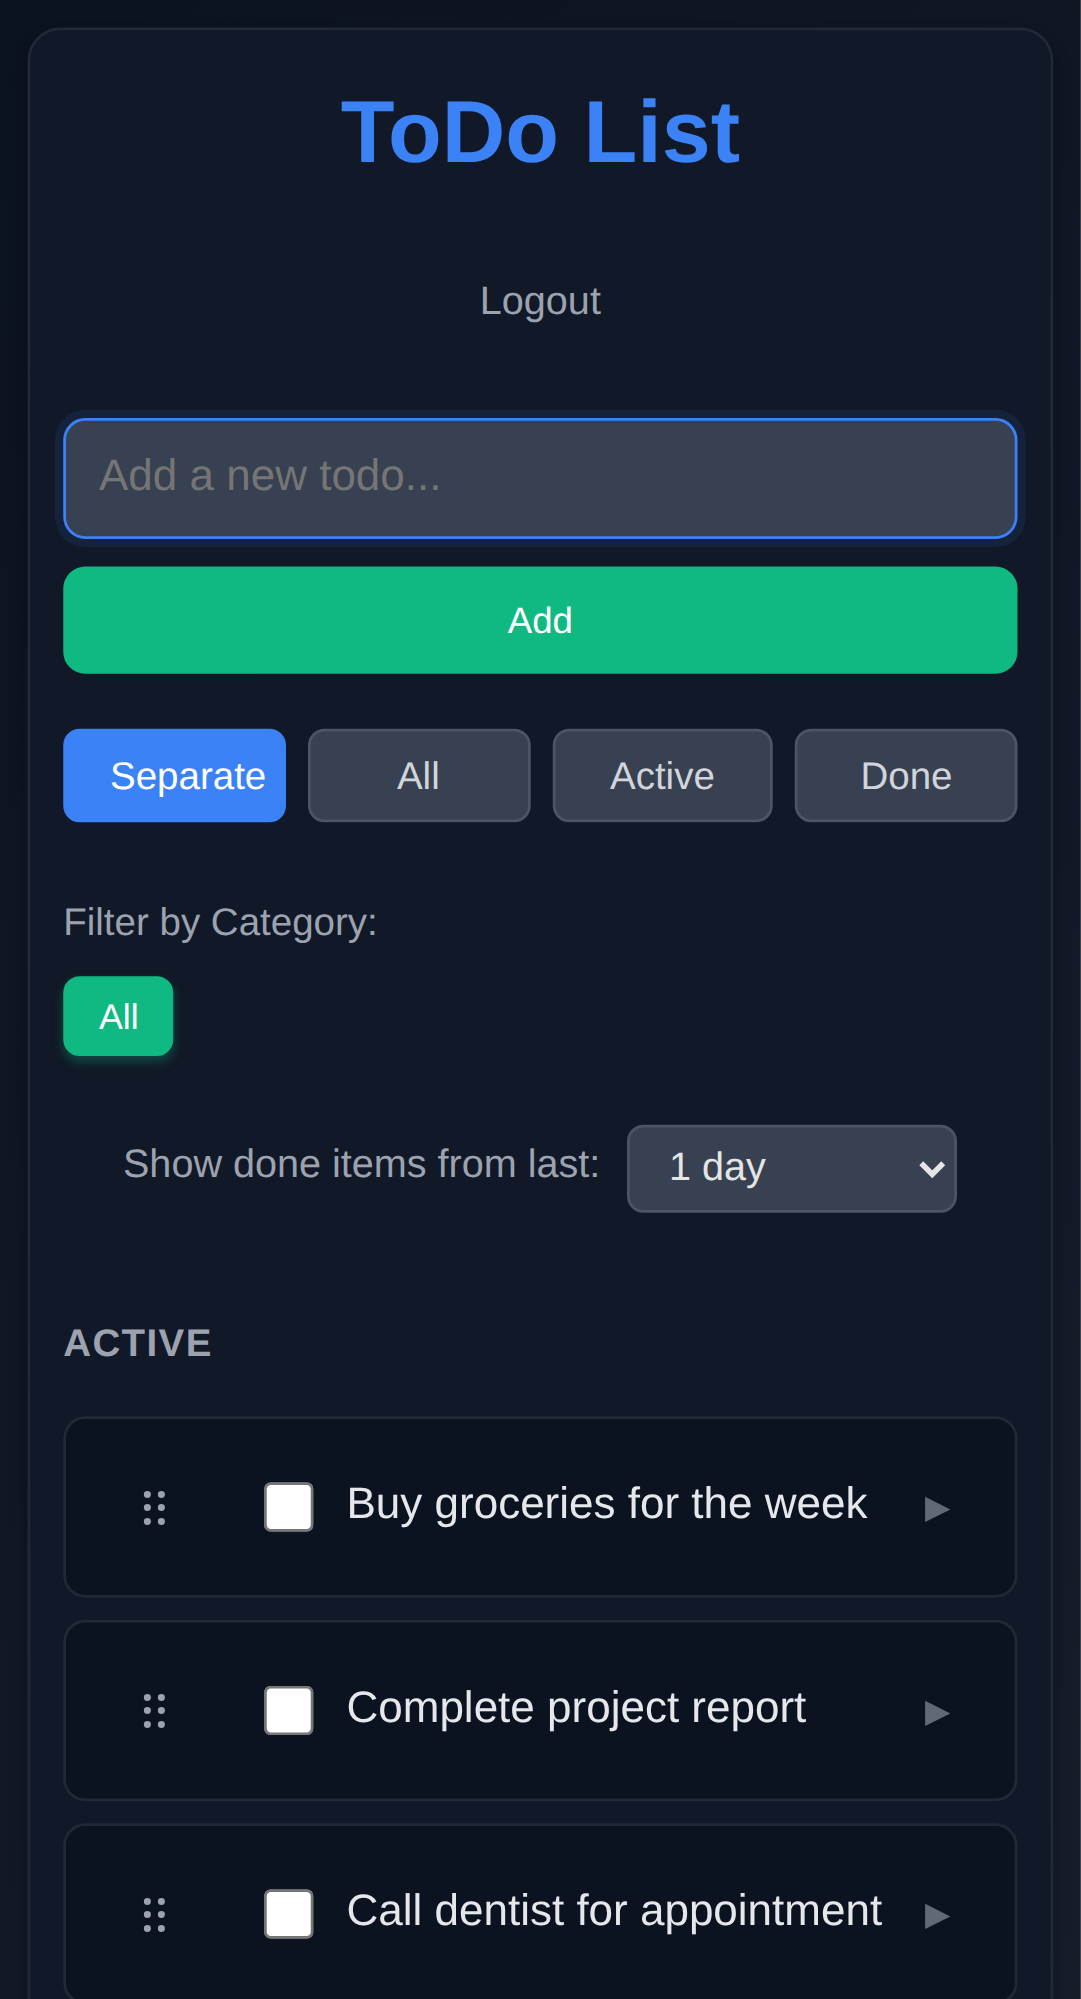 ToDo List
Logout
Add a new todo...
Add
Separate All Active Done
Filter by Category:
All
Show done items from last: 1 day
ACTIVE
Buy groceries for the week
Complete project report
Call dentist for appointment